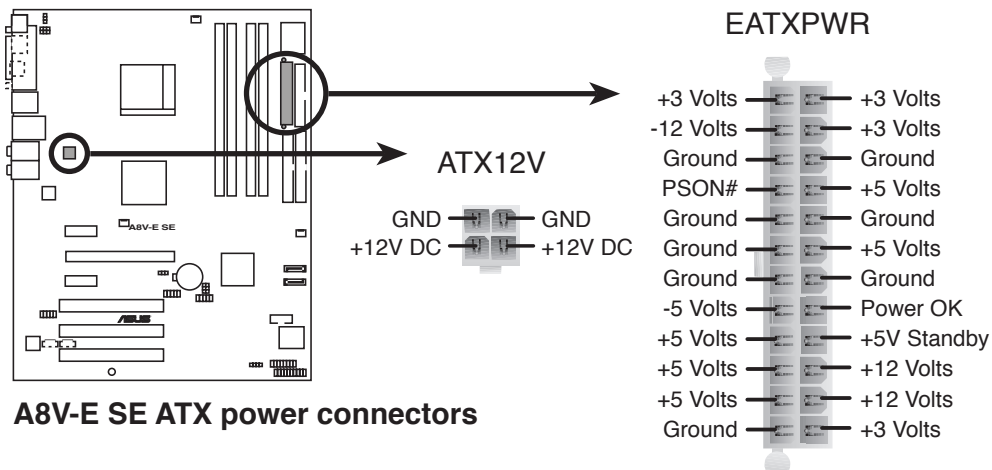 EATXPWR
+3 Volts +3 Volts
-12 Volts +3 Volts
Ground Ground
PSON# +5 Volts
Ground Ground
Ground +5 Volts
Ground Ground
-5 Volts Power OK
+5 Volts +5V Standby
+5 Volts +12 Volts
+5 Volts +12 Volts
Ground +3 Volts
ATX12V
GND GND
+12V DC +12V DC
A8V-E SE
ASUS
A8V-E SE ATX power connectors